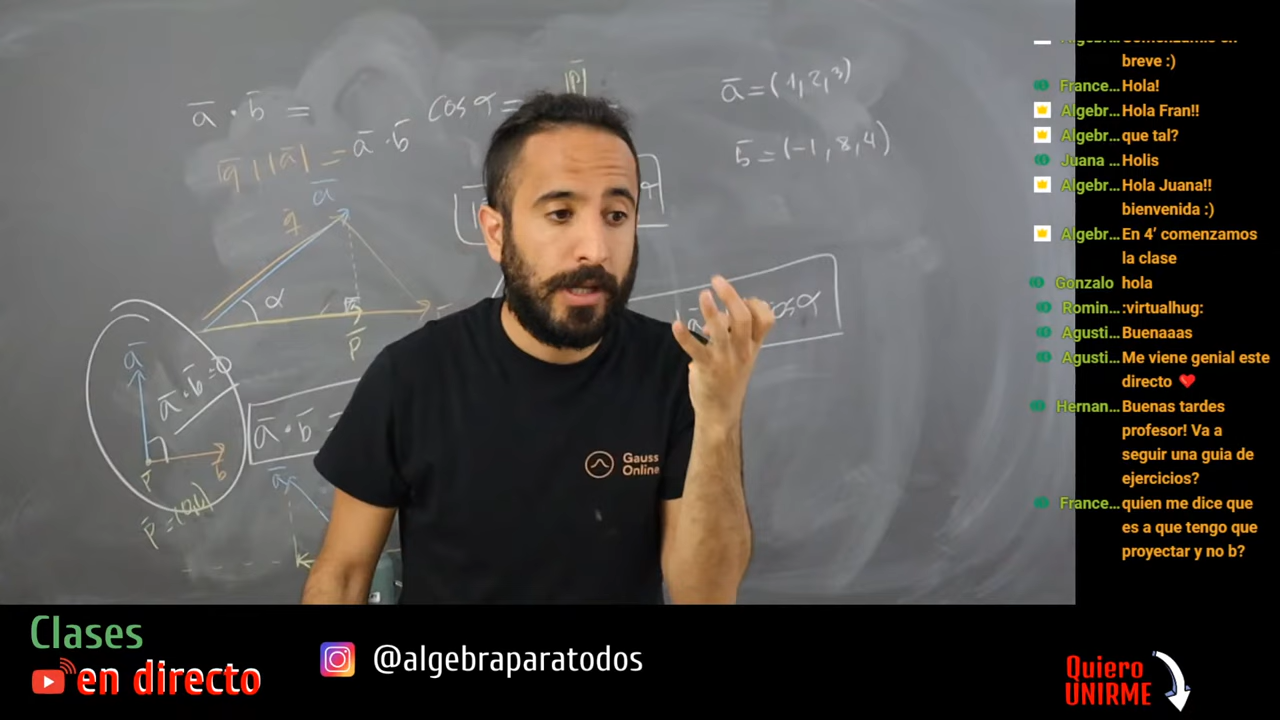 ā · b̄ =
cos α =
|p̄|
ā = (1, 2, 3)
b̄ = (-1, 8, 4)
|q̄| |ā| = ā · b̄
ā
q̄
α
p̄
ā
ā · b̄ = 0
b̄
ā · b̄ =
cos α
ā
Gauss
Online
breve :)
France... Hola!
Algebr... Hola Fran!!
Algebr... que tal?
Juana ... Holis
Algebr... Hola Juana!!
bienvenida :)
Algebr... En 4’ comenzamos
la clase
Gonzalo hola
Romin... :virtualhug:
Agusti... Buenaaas
Agusti... Me viene genial este
directo ❤
Hernan... Buenas tardes
profesor! Va a
seguir una guia de
ejercicios?
France... quien me dice que
es a que tengo que
proyectar y no b?
Clases
en directo
@algebraparatodos
Quiero
UNIRME